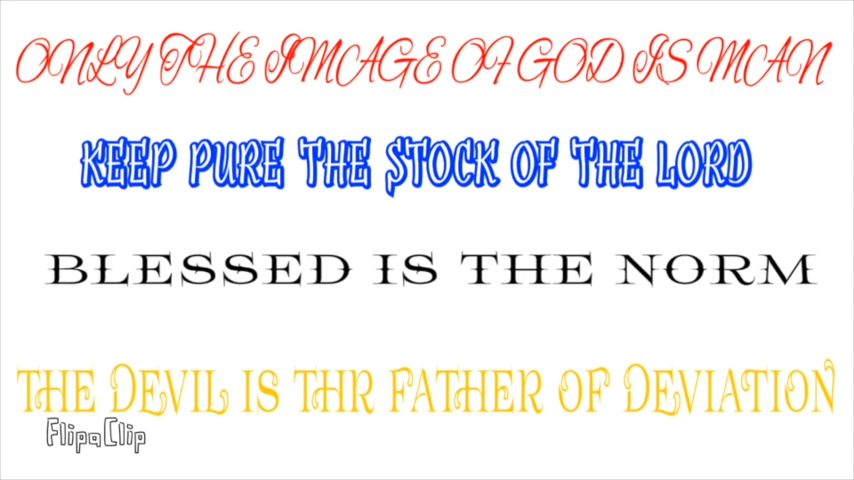 ONLY THE IMAGE OF GOD IS MAN
KEEP PURE THE STOCK OF THE LORD
BLESSED IS THE NORM
THE DEVIL IS THR FATHER OF DEVIATION
FlipaClip